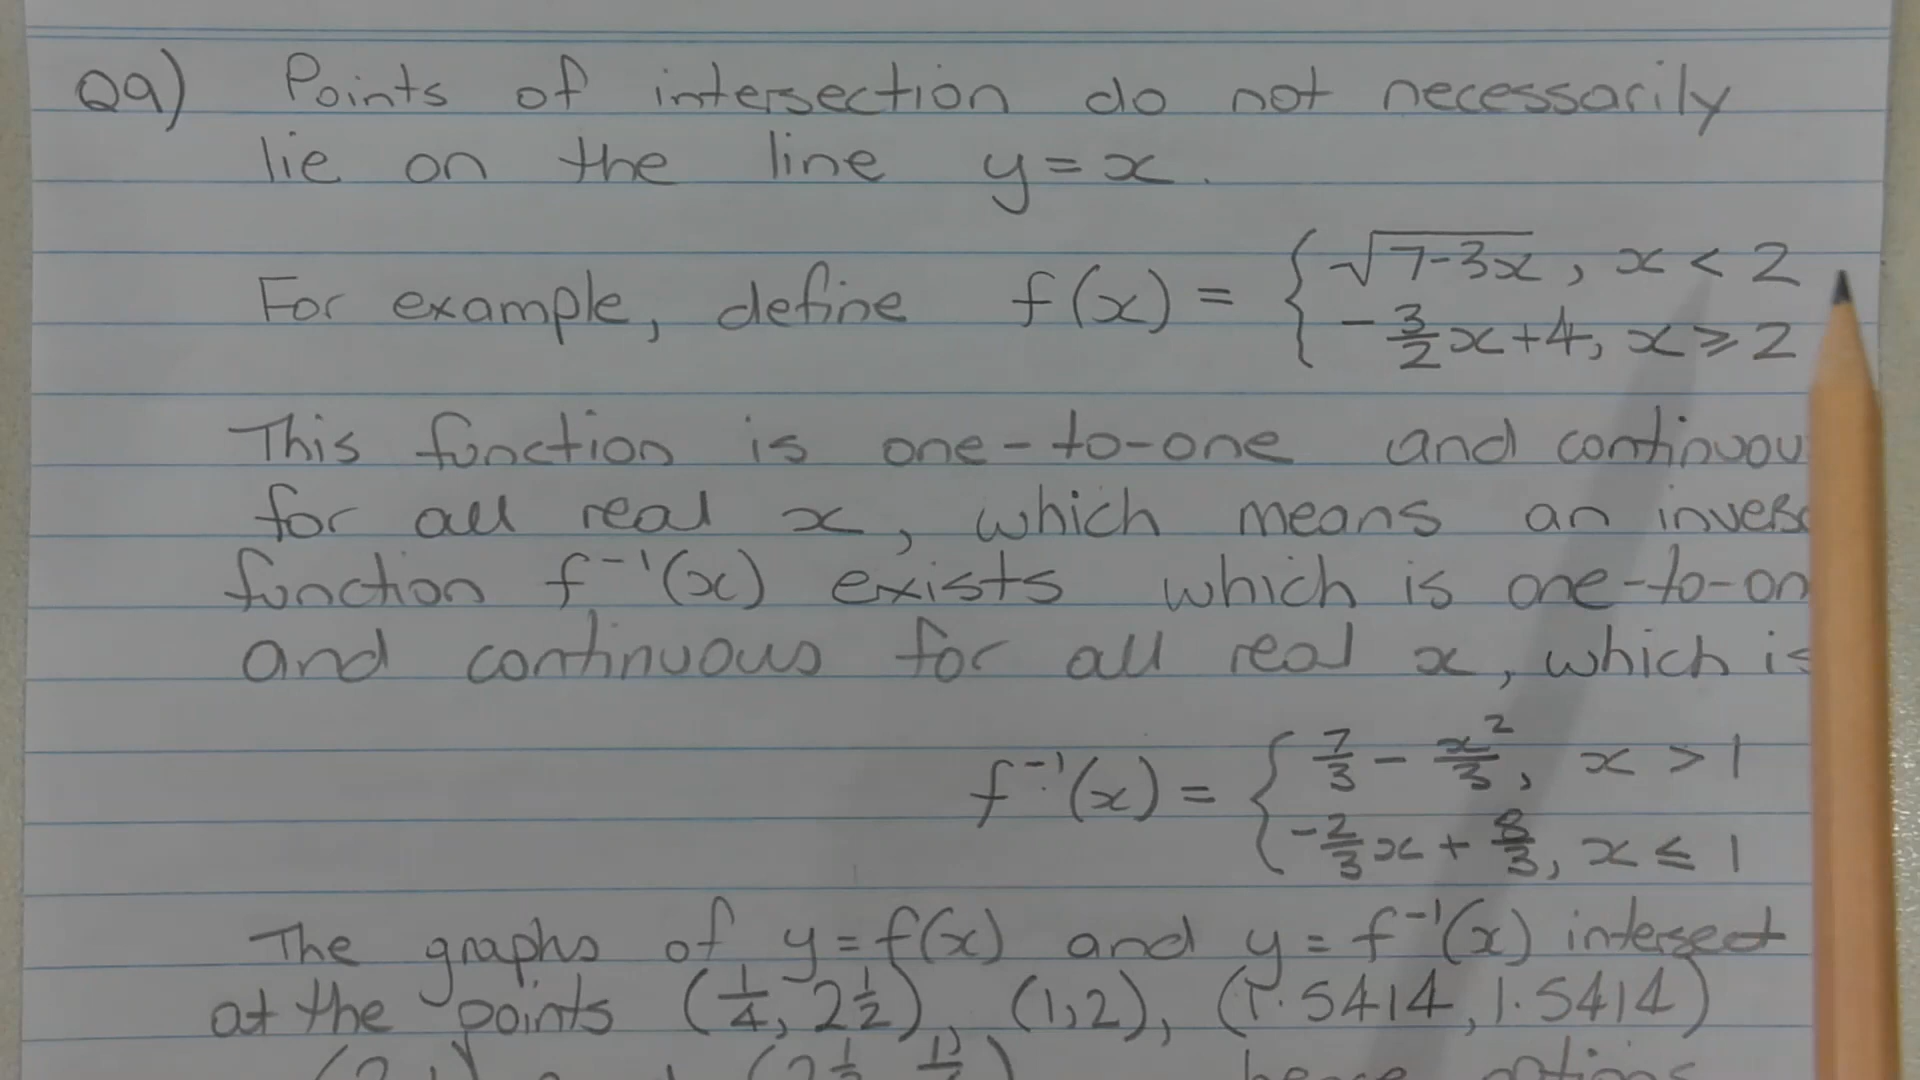 Q9) Points of intersection do not necessarily
lie on the line y = x.
For example, define f(x) = { √(7-3x), x < 2
-3/2x+4, x ≥ 2
This function is one-to-one and continuou
for all real x, which means an invers
function f⁻¹(x) exists which is one-to-on
and continuous for all real x, which is
f⁻¹(x) = { 7/3 - x²/3, x > 1
-2/3x + 8/3, x ≤ 1
The graphs of y = f(x) and y = f⁻¹(x) intersect
at the points (1/4, 2 1/2), (1,2), (1.5414, 1.5414)